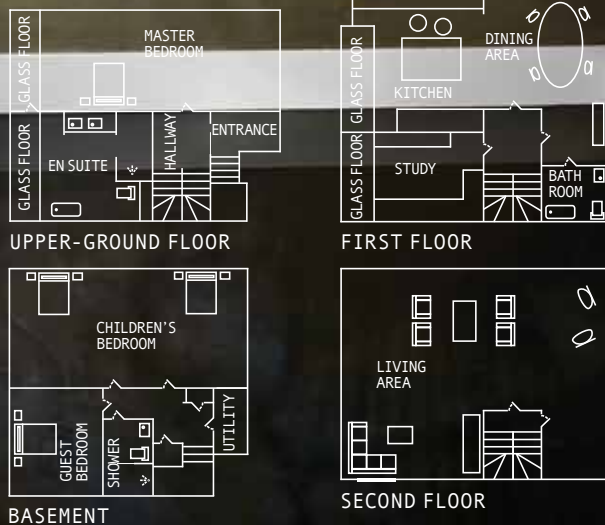 GLASS FLOOR
MASTER
BEDROOM
GLASS FLOOR
EN SUITE
HALLWAY
ENTRANCE
UPPER-GROUND FLOOR
GLASS FLOOR
KITCHEN
DINING
AREA
GLASS FLOOR
STUDY
BATH
ROOM
FIRST FLOOR
CHILDREN'S
BEDROOM
GUEST
BEDROOM
SHOWER
UTILITY
BASEMENT
LIVING
AREA
SECOND FLOOR